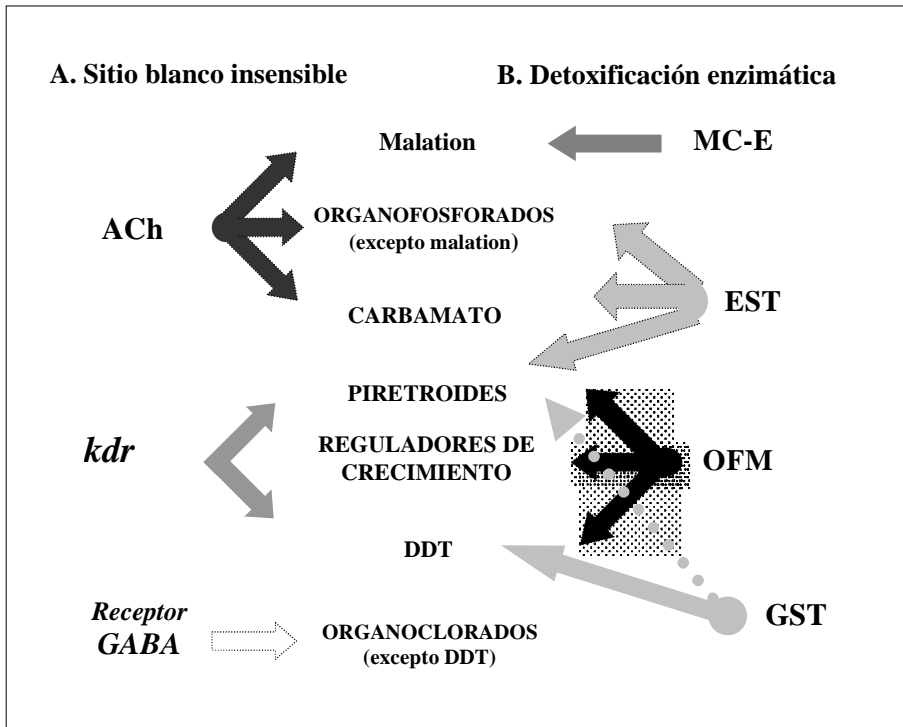 A. Sitio blanco insensible
B. Detoxificación enzimática
Malation
MC-E
ACh
ORGANOFOSFORADOS
(excepto malation)
EST
CARBAMATO
PIRETROIDES
kdr
REGULADORES DE
CRECIMIENTO
OFM
DDT
Receptor
GABA
ORGANOCLORADOS
(excepto DDT)
GST